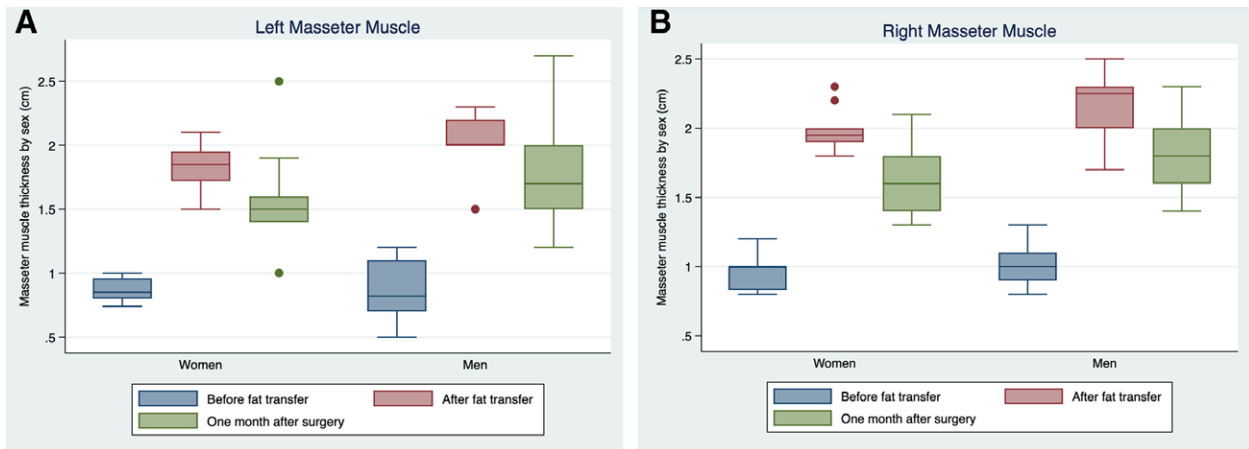 A
Left Masseter Muscle
Masseter muscle thickness by sex (cm)
2.5
2
1.5
1
.5
Women Men
Before fat transfer After fat transfer
One month after surgery
B
Right Masseter Muscle
Masseter muscle thickness by sex (cm)
2.5
2
1.5
1
.5
Women Men
Before fat transfer After fat transfer
One month after surgery